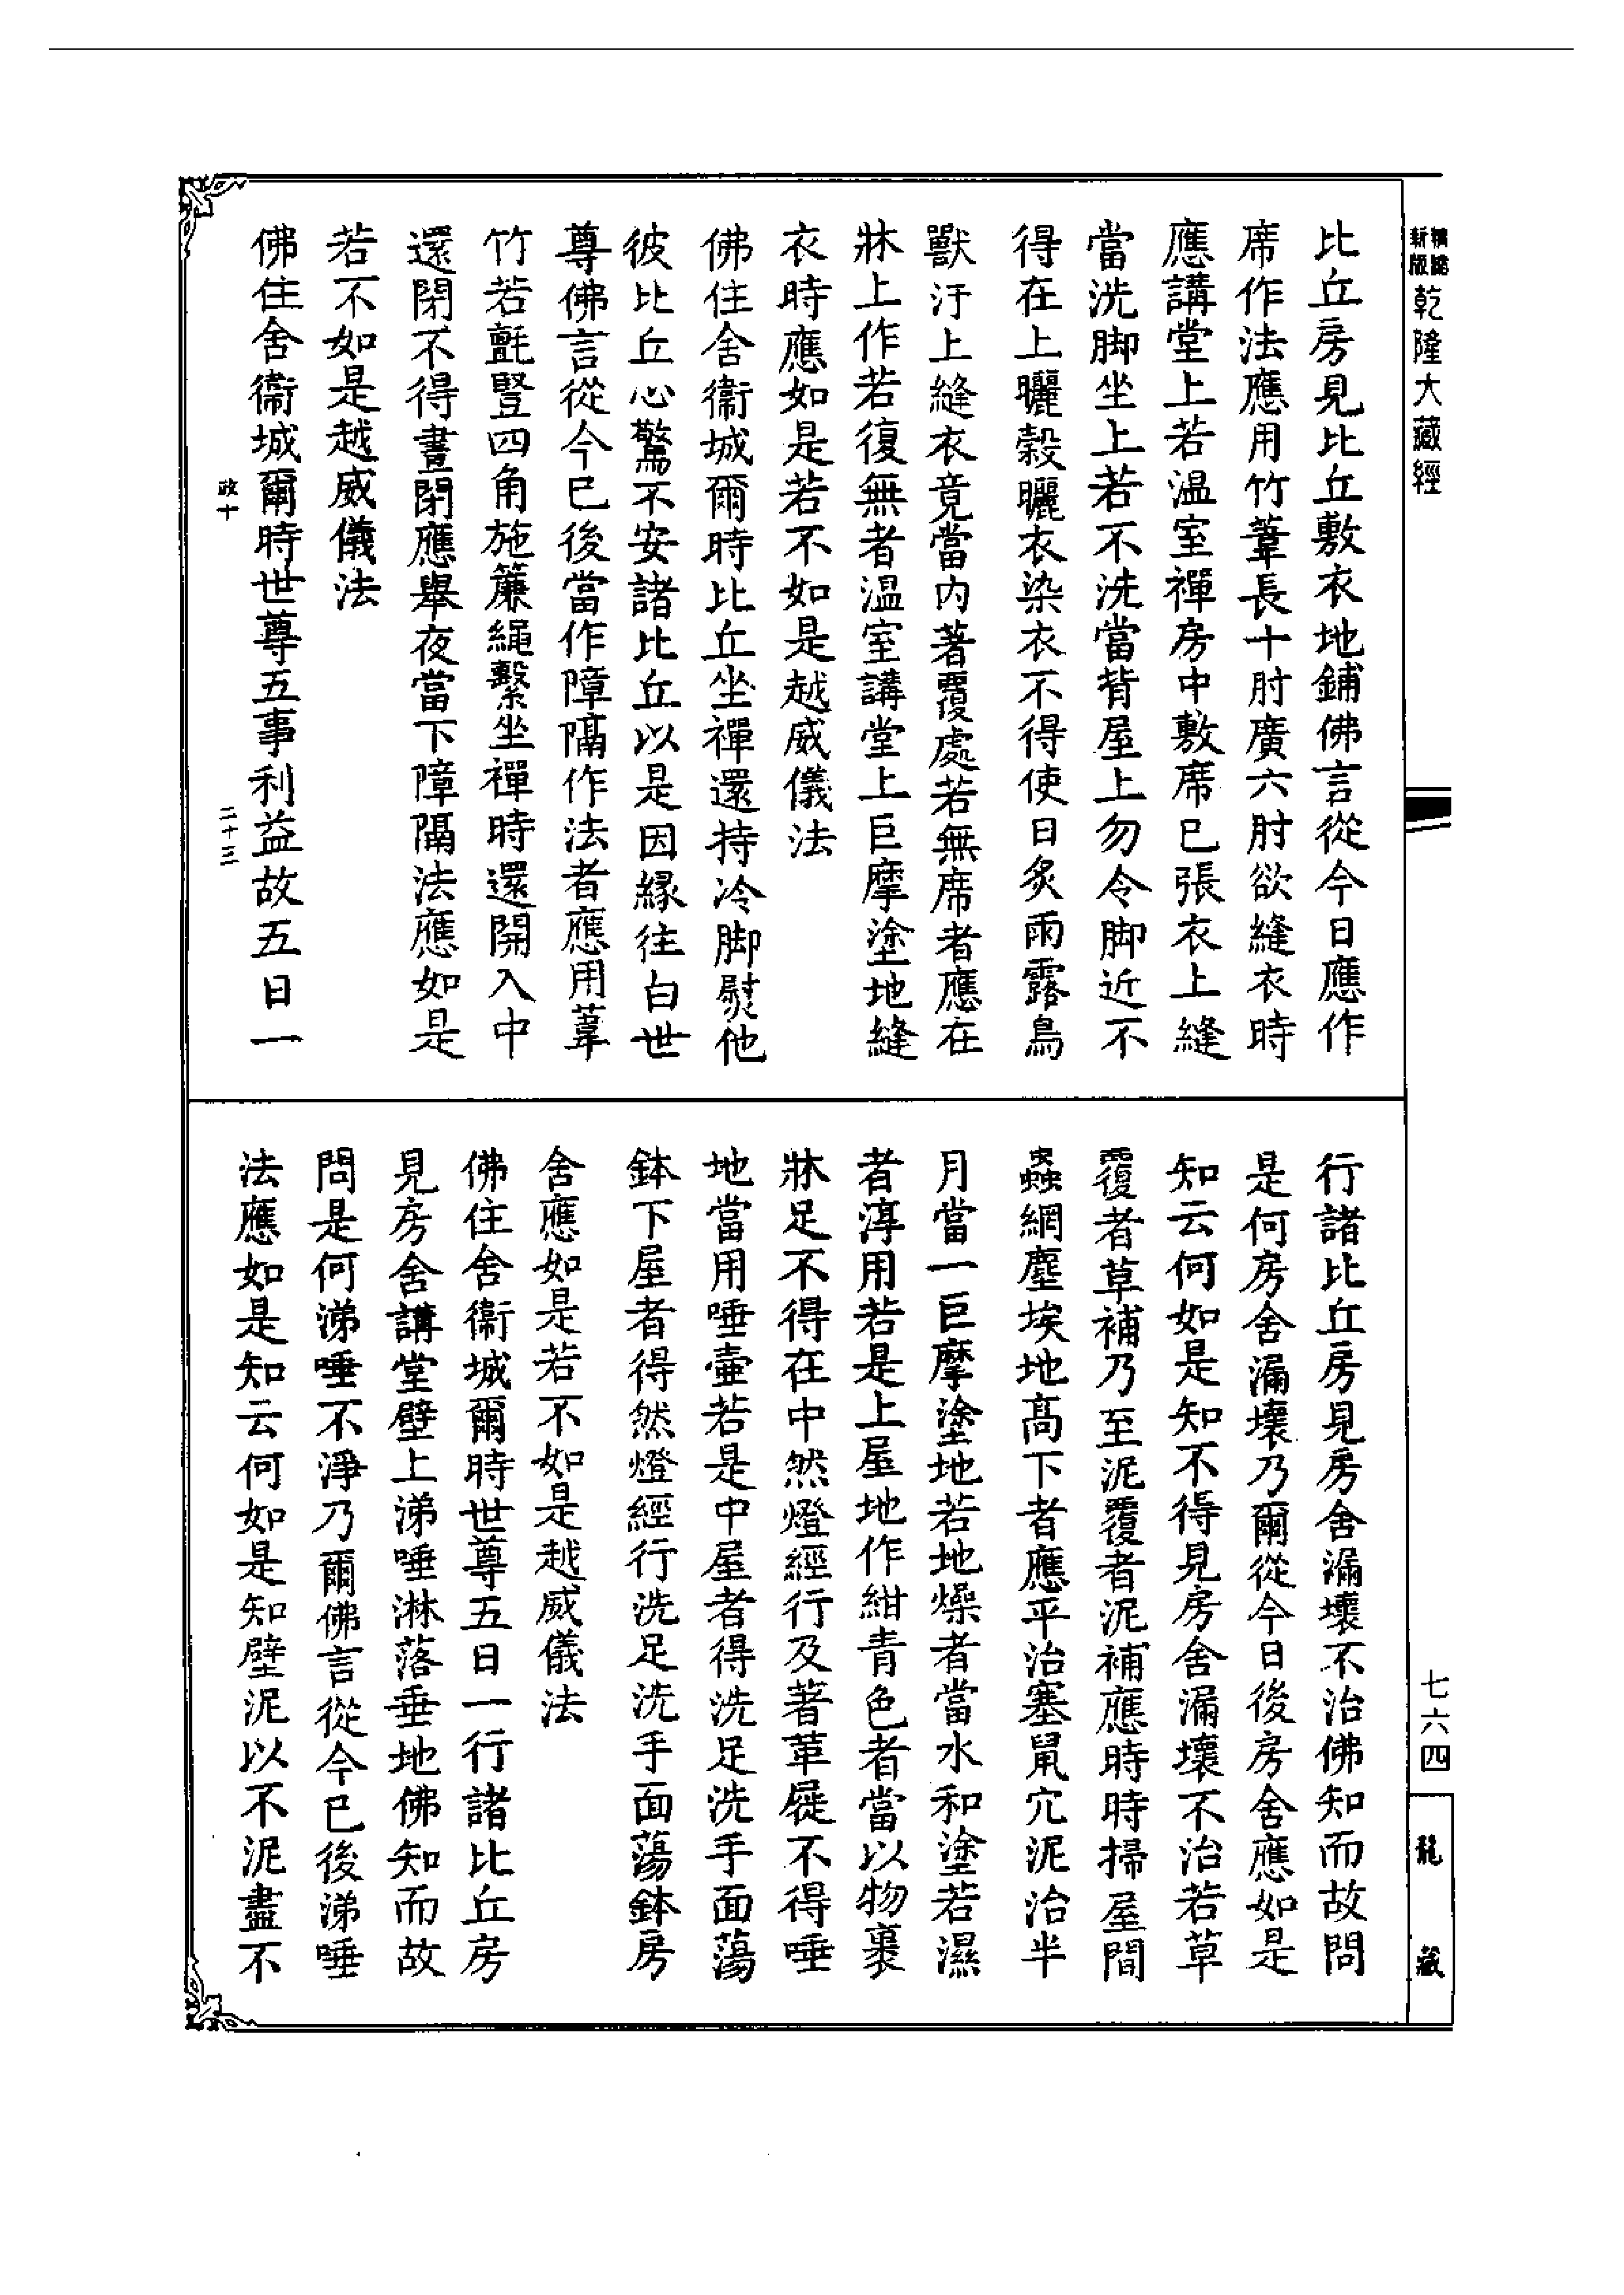 乾隆大藏經
比丘房見比丘敷衣地鋪佛言從今日應作
席作法應用竹葦長十肘廣六肘欲縫衣時
應講堂上若溫室禪房中敷席已張衣上縫
當洗脚坐上若不洗當背屋上勿令脚近不
得在上曬穀曬衣染衣不得使日炙雨露鳥
獸汙上縫衣竟當內著覆處若無席者應在
牀上作若復無者溫室講堂上巨摩塗地縫
衣時應如是若不如是越威儀法
佛住舍衞城爾時比丘坐禪還持冷脚熨他
彼比丘心驚不安諸比丘以是因緣往白世
尊佛言從今已後當作障隔作法者應用葦
竹若氈豎四角施簾繩繫坐禪時還開入中
還閉不得晝閉應舉夜當下障隔法應如是
若不如是越威儀法
佛住舍衞城爾時世尊五事利益故五日一
政十
二十三
行諸比丘房見房舍漏壞不治佛知而故問
是何房舍漏壞乃爾從今日後房舍應如是
知云何如是知不得見房舍漏壞不治若草
覆者草補乃至泥覆者泥補應時時掃屋間
蟲網塵埃地高下者應平治塞鼠穴泥治半
月當一巨摩塗地若地燥者當水和塗若濕
者淳用若是上屋地作紺青色者當以物裹
牀足不得在中然燈經行及著革屣不得唾
地當用唾壺若是中屋者得洗足洗手面蕩
鉢下屋者得然燈經行洗足洗手面蕩鉢房
舍應如是若不如是越威儀法
佛住舍衞城爾時世尊五日一行諸比丘房
見房舍講堂壁上涕唾淋落垂地佛知而故
問是何涕唾不淨乃爾佛言從今已後涕唾
法應如是知云何如是知壁泥以不泥盡不
七六四
龍藏